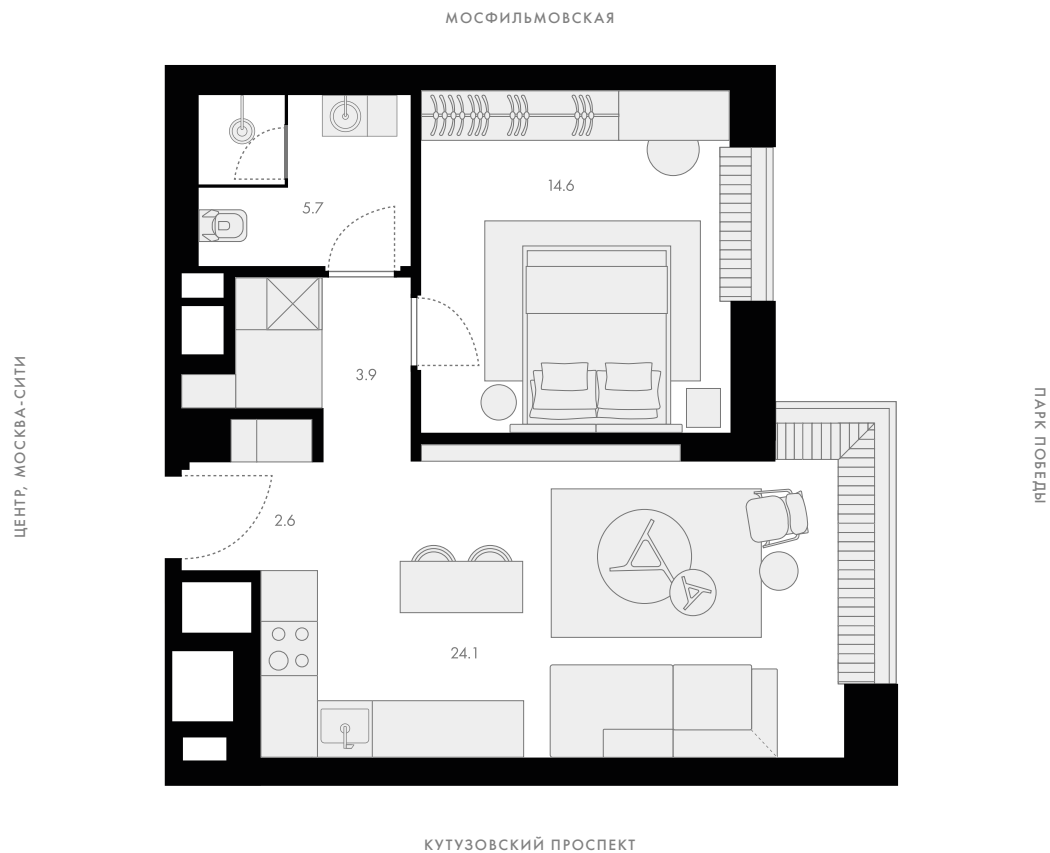 МОСФИЛЬМОВСКАЯ
14.6
5.7
3.9
ЦЕНТР, МОСКВА-СИТИ
ПАРК ПОБЕДЫ
2.6
24.1
КУТУЗОВСКИЙ ПРОСПЕКТ